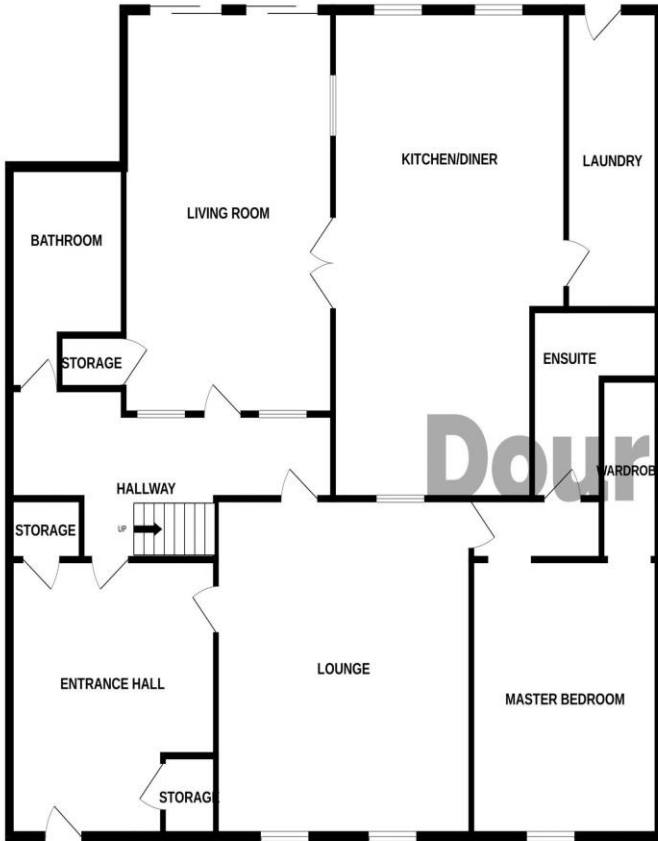 KITCHEN/DINER
LAUNDRY
LIVING ROOM
BATHROOM
STORAGE
ENSUITE
Dour
WARDROB
HALLWAY
STORAGE
UP
LOUNGE
ENTRANCE HALL
MASTER BEDROOM
STORAGE